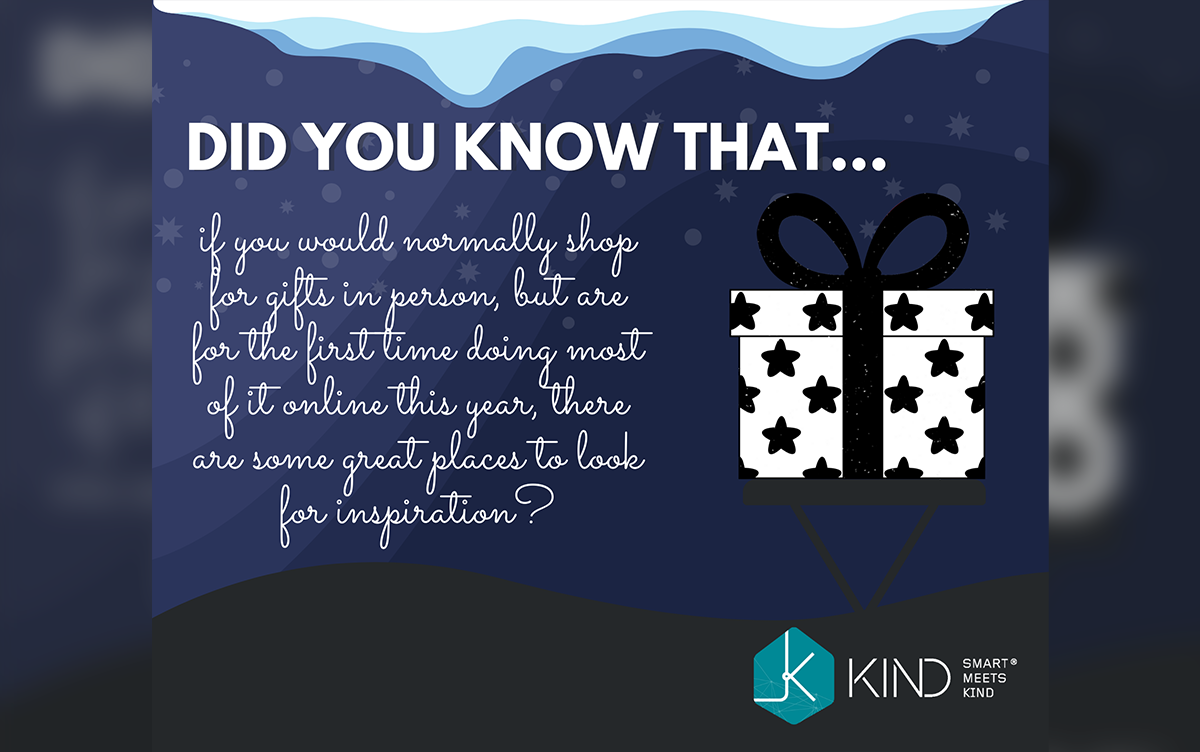 DID YOU KNOW THAT...
if you would normally shop
for gifts in person, but are
for the first time doing most
of it online this year, there
are some great places to look
for inspiration?
KIND
SMART®
MEETS
KIND